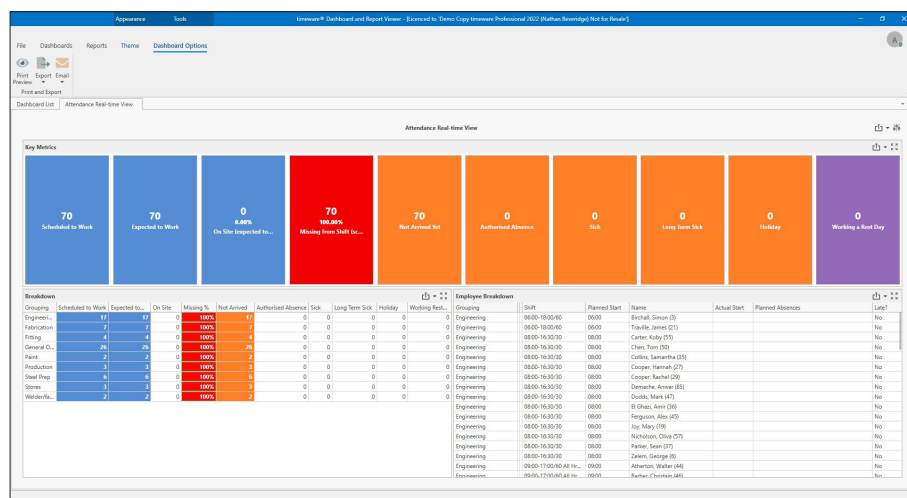 Appearance Tools timeware® Dashboard and Report Viewer - [Licenced to 'Demo Copy timeware Professional 2022 (Nathan Beveridge) Not for Resale']
A
File Dashboards Reports Theme Dashboard Options
Print Preview Export Email
Print and Export
Dashboard List Attendance Real-time View
Attendance Real-time View
Key Metrics
70 70 0 70 70 0 0 0 0 0
0.00% 100.00%
Scheduled to Work Expected to Work On Site (expected to... Missing from Shift (sc... Not Arrived Yet Authorised Absence Sick Long Term Sick Holiday Working a Rest Day
Breakdown
Grouping Scheduled to Work Expected to... On Site Missing % Not Arrived Authorised Absence Sick Long Term Sick Holiday Working Rest...
Engineeri... 17 17 0 100% 17 0 0 0 0 0
Fabrication 7 7 0 100% 7 0 0 0 0 0
Fitting 4 4 0 100% 4 0 0 0 0 0
General O... 26 26 0 100% 26 0 0 0 0 0
Paint 2 2 0 100% 2 0 0 0 0 0
Production 3 3 0 100% 3 0 0 0 0 0
Steel Prep 6 6 0 100% 6 0 0 0 0 0
Stores 3 3 0 100% 3 0 0 0 0 0
Welder/fa... 2 2 0 100% 2 0 0 0 0 0
Employee Breakdown
Grouping Shift Planned Start Name Actual Start Planned Absences Late?
Engineering 06:00-18:00/60 06:00 Birchall, Simon (3) No
Engineering 06:00-18:00/60 06:00 Traville, James (21) No
Engineering 08:00-16:30/30 08:00 Carter, Koby (55) No
Engineering 08:00-16:30/30 08:00 Chen, Tom (50) No
Engineering 08:00-16:30/30 08:00 Collins, Samantha (35) No
Engineering 08:00-16:30/30 08:00 Cooper, Hannah (27) No
Engineering 08:00-16:30/30 08:00 Cooper, Rachel (29) No
Engineering 08:00-16:30/30 08:00 Demache, Anwar (85) No
Engineering 08:00-16:30/30 08:00 Dodds, Mark (47) No
Engineering 08:00-16:30/30 08:00 El Ghazi, Amir (36) No
Engineering 08:00-16:30/30 08:00 Ferguson, Alex (45) No
Engineering 08:00-16:30/30 08:00 Joy, Mary (19) No
Engineering 08:00-16:30/30 08:00 Nicholson, Oliva (57) No
Engineering 08:00-16:30/30 08:00 Parker, Sean (37) No
Engineering 08:00-16:30/30 08:00 Zelem, George (6) No
Engineering 09:00-17:00/60 All Hr... 09:00 Atherton, Walter (44) No
Engineering 09:00-17:00/60 All Hr... 09:00 Barber, Christain (46) No